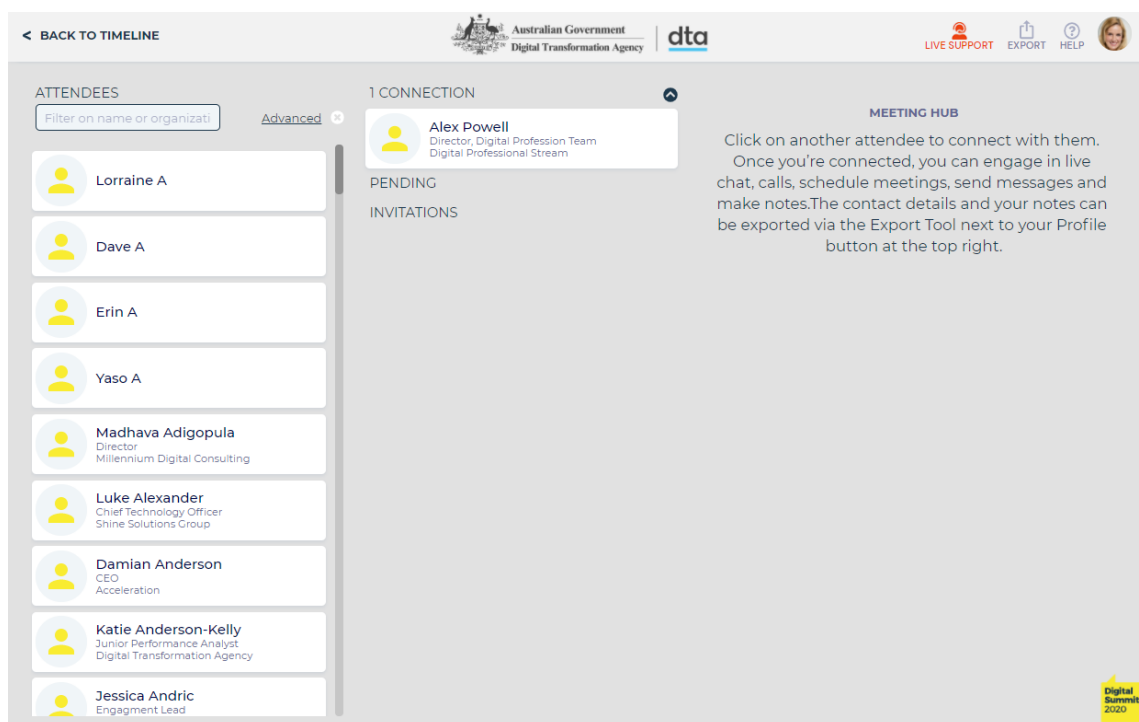 < BACK TO TIMELINE
Australian Government
Digital Transformation Agency
dta
LIVE SUPPORT
EXPORT
HELP
ATTENDEES
Filter on name or organizati
Advanced
Lorraine A
Dave A
Erin A
Yaso A
Madhava Adigopula
Director
Millennium Digital Consulting
Luke Alexander
Chief Technology Officer
Shine Solutions Group
Damian Anderson
CEO
Acceleration
Katie Anderson-Kelly
Junior Performance Analyst
Digital Transformation Agency
Jessica Andric
Engagment Lead
1 CONNECTION
Alex Powell
Director, Digital Profession Team
Digital Professional Stream
PENDING
INVITATIONS
MEETING HUB
Click on another attendee to connect with them.
Once you're connected, you can engage in live
chat, calls, schedule meetings, send messages and
make notes.The contact details and your notes can
be exported via the Export Tool next to your Profile
button at the top right.
Digital
Summit
2020